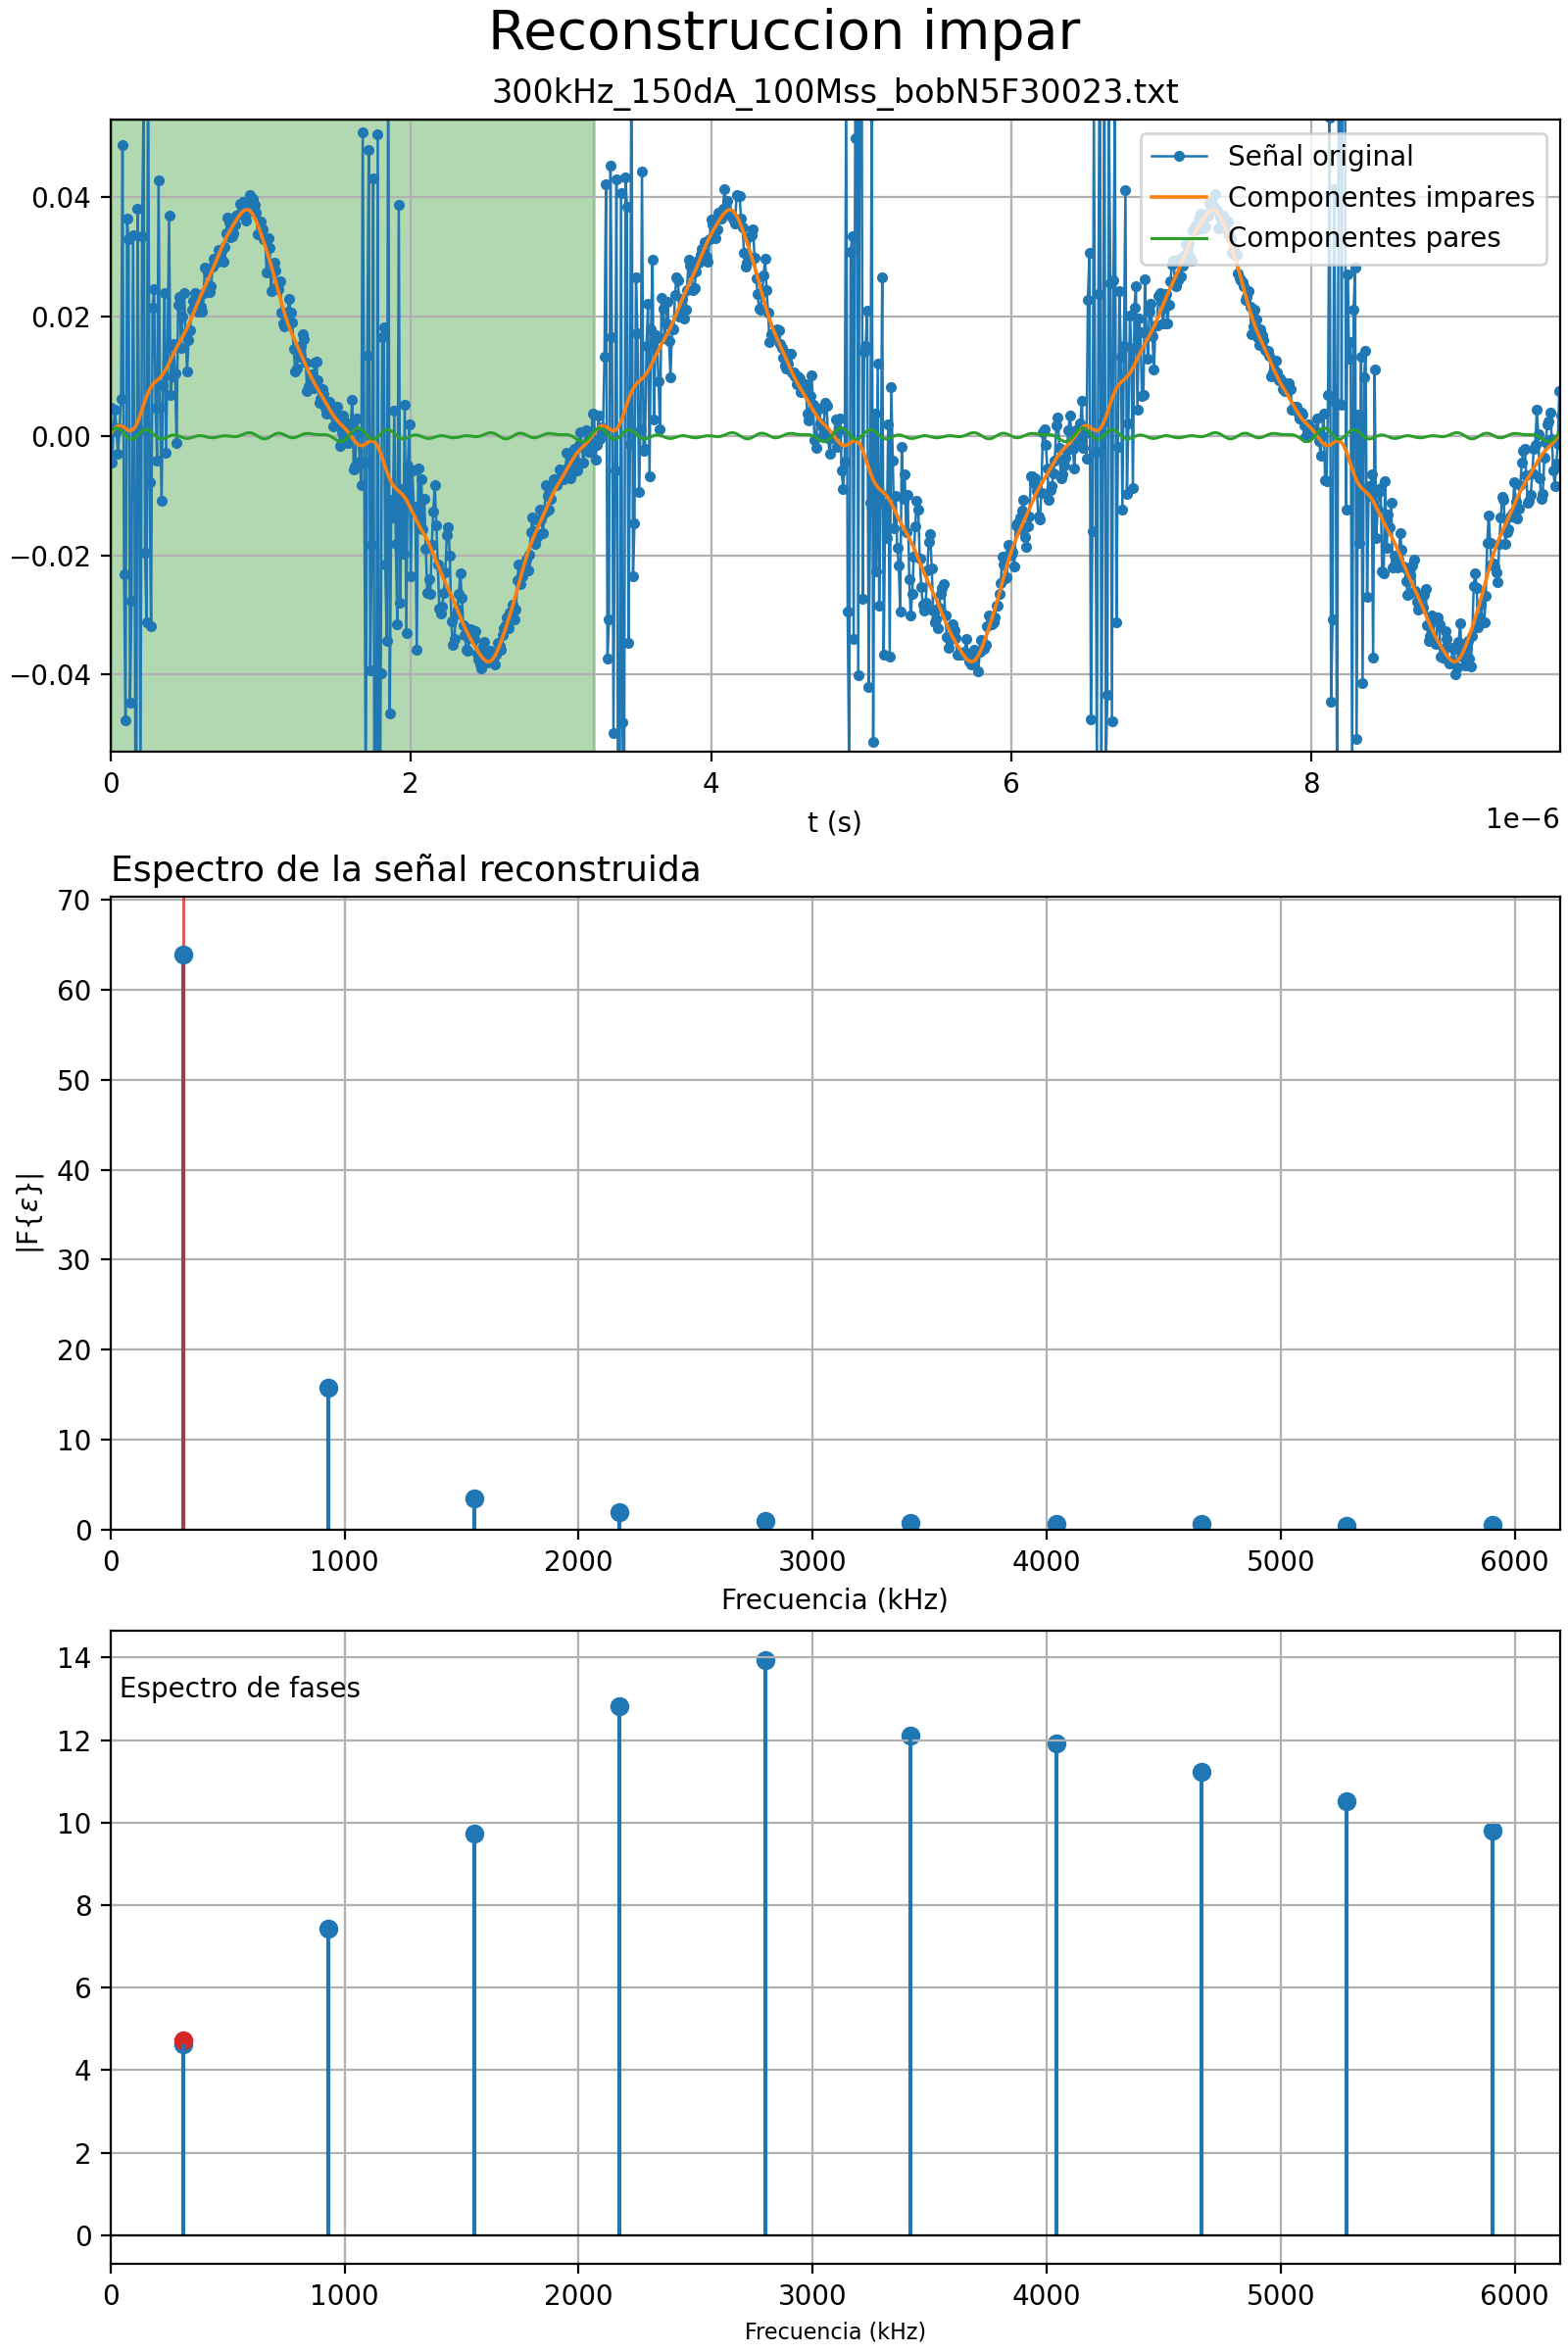 Reconstruccion impar
300kHz_150dA_100Mss_bobN5F30023.txt
Señal original
Componentes impares
Componentes pares
0.04
0.02
0.00
−0.02
−0.04
0 2 4 6 8
t (s)
1e−6
Espectro de la señal reconstruida
70
60
50
40
30
20
10
0
|F{ε}|
0 1000 2000 3000 4000 5000 6000
Frecuencia (kHz)
Espectro de fases
14
12
10
8
6
4
2
0
0 1000 2000 3000 4000 5000 6000
Frecuencia (kHz)